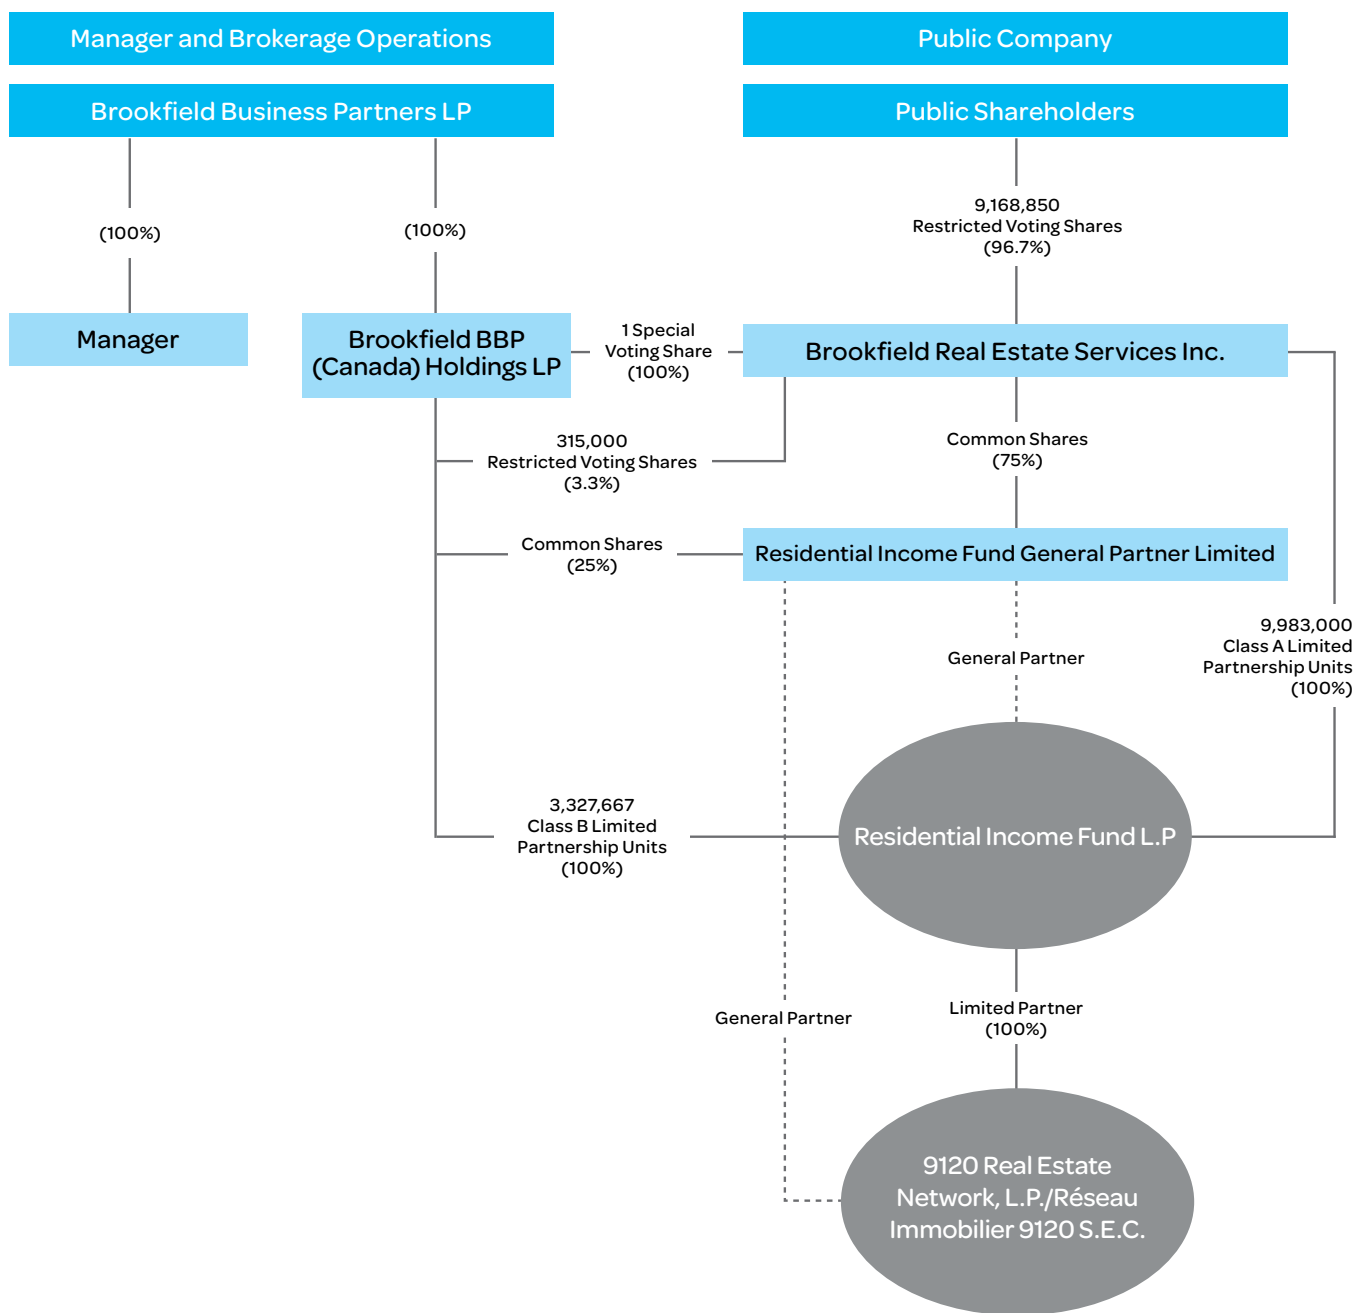 Manager and Brokerage Operations
Public Company
Brookfield Business Partners LP
Public Shareholders
(100%)
(100%)
9,168,850
Restricted Voting Shares
(96.7%)
Manager
Brookfield BBP
(Canada) Holdings LP
1 Special
Voting Share
(100%)
Brookfield Real Estate Services Inc.
315,000
Restricted Voting Shares
(3.3%)
Common Shares
(75%)
Common Shares
(25%)
Residential Income Fund General Partner Limited
9,983,000
Class A Limited
Partnership Units
(100%)
General Partner
3,327,667
Class B Limited
Partnership Units
(100%)
Residential Income Fund L.P
General Partner
Limited Partner
(100%)
9120 Real Estate
Network, L.P./Réseau
Immobilier 9120 S.E.C.